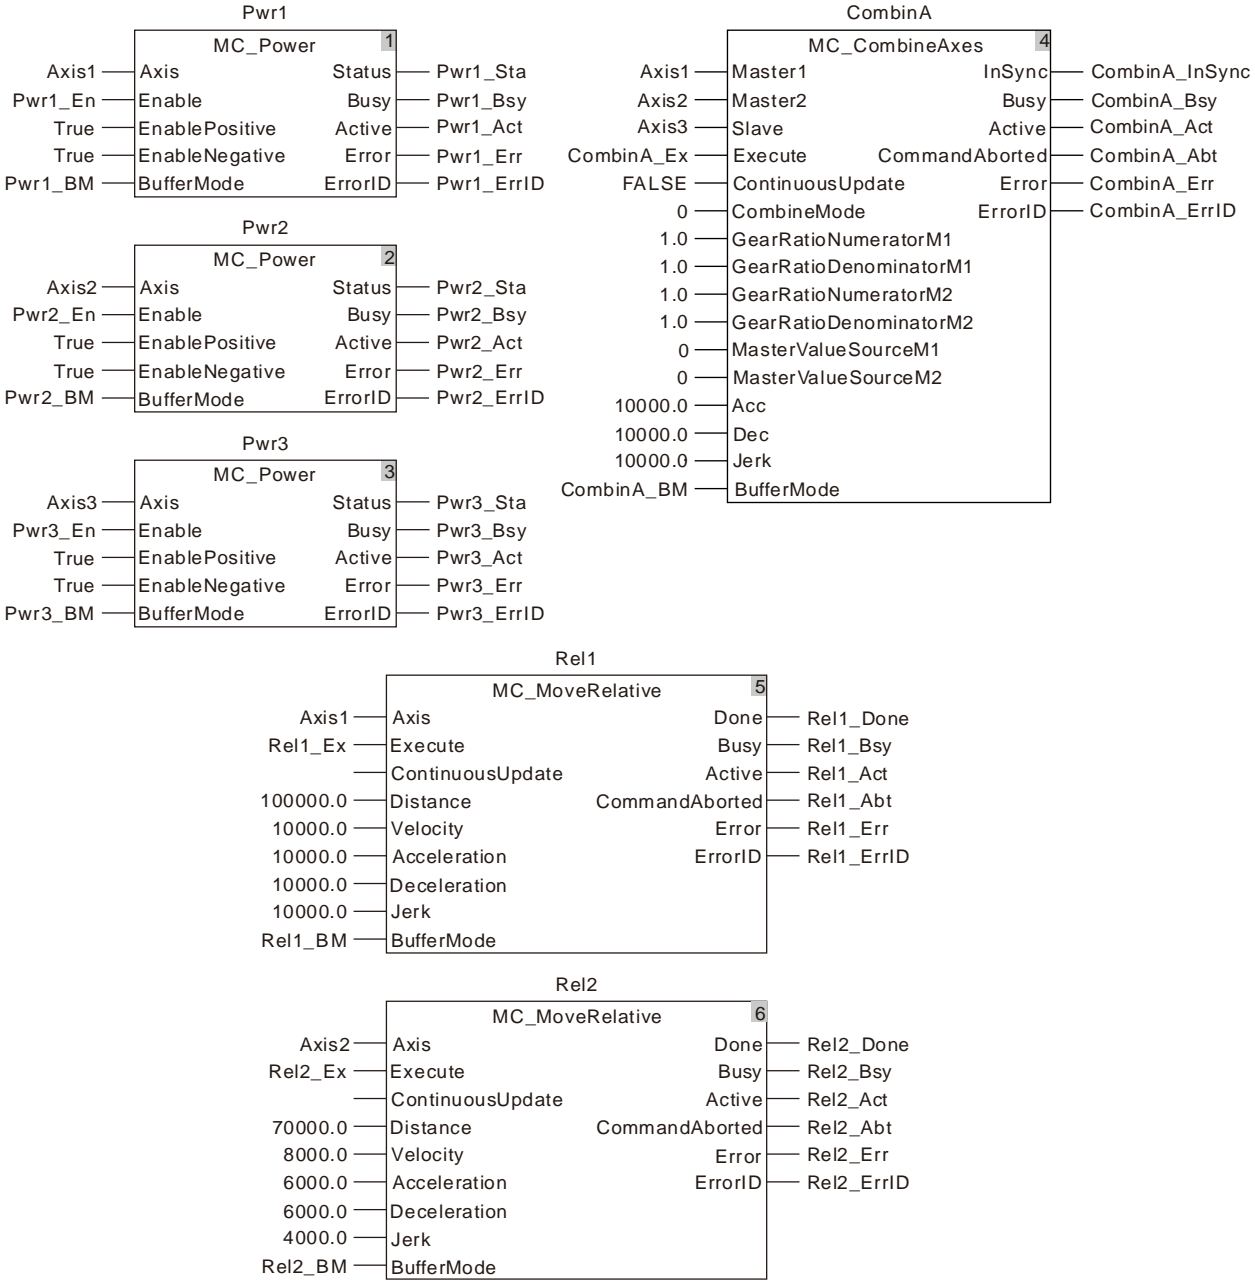 Pwr1
MC_Power 1
Axis1 Axis Status Pwr1_Sta
Pwr1_En Enable Busy Pwr1_Bsy
True EnablePositive Active Pwr1_Act
True EnableNegative Error Pwr1_Err
Pwr1_BM BufferMode ErrorID Pwr1_ErrID
Pwr2
MC_Power 2
Axis2 Axis Status Pwr2_Sta
Pwr2_En Enable Busy Pwr2_Bsy
True EnablePositive Active Pwr2_Act
True EnableNegative Error Pwr2_Err
Pwr2_BM BufferMode ErrorID Pwr2_ErrID
Pwr3
MC_Power 3
Axis3 Axis Status Pwr3_Sta
Pwr3_En Enable Busy Pwr3_Bsy
True EnablePositive Active Pwr3_Act
True EnableNegative Error Pwr3_Err
Pwr3_BM BufferMode ErrorID Pwr3_ErrID
CombinA
MC_CombineAxes 4
Axis1 Master1 InSync CombinA_InSync
Axis2 Master2 Busy CombinA_Bsy
Axis3 Slave Active CombinA_Act
CombinA_Ex Execute CommandAborted CombinA_Abt
FALSE ContinuousUpdate Error CombinA_Err
0 CombineMode ErrorID CombinA_ErrID
1.0 GearRatioNumeratorM1
1.0 GearRatioDenominatorM1
1.0 GearRatioNumeratorM2
1.0 GearRatioDenominatorM2
0 MasterValueSourceM1
0 MasterValueSourceM2
10000.0 Acc
10000.0 Dec
10000.0 Jerk
CombinA_BM BufferMode
Rel1
MC_MoveRelative 5
Axis1 Axis Done Rel1_Done
Rel1_Ex Execute Busy Rel1_Bsy
ContinuousUpdate Active Rel1_Act
100000.0 Distance CommandAborted Rel1_Abt
10000.0 Velocity Error Rel1_Err
10000.0 Acceleration ErrorID Rel1_ErrID
10000.0 Deceleration
10000.0 Jerk
Rel1_BM BufferMode
Rel2
MC_MoveRelative 6
Axis2 Axis Done Rel2_Done
Rel2_Ex Execute Busy Rel2_Bsy
ContinuousUpdate Active Rel2_Act
70000.0 Distance CommandAborted Rel2_Abt
8000.0 Velocity Error Rel2_Err
6000.0 Acceleration ErrorID Rel2_ErrID
6000.0 Deceleration
4000.0 Jerk
Rel2_BM BufferMode